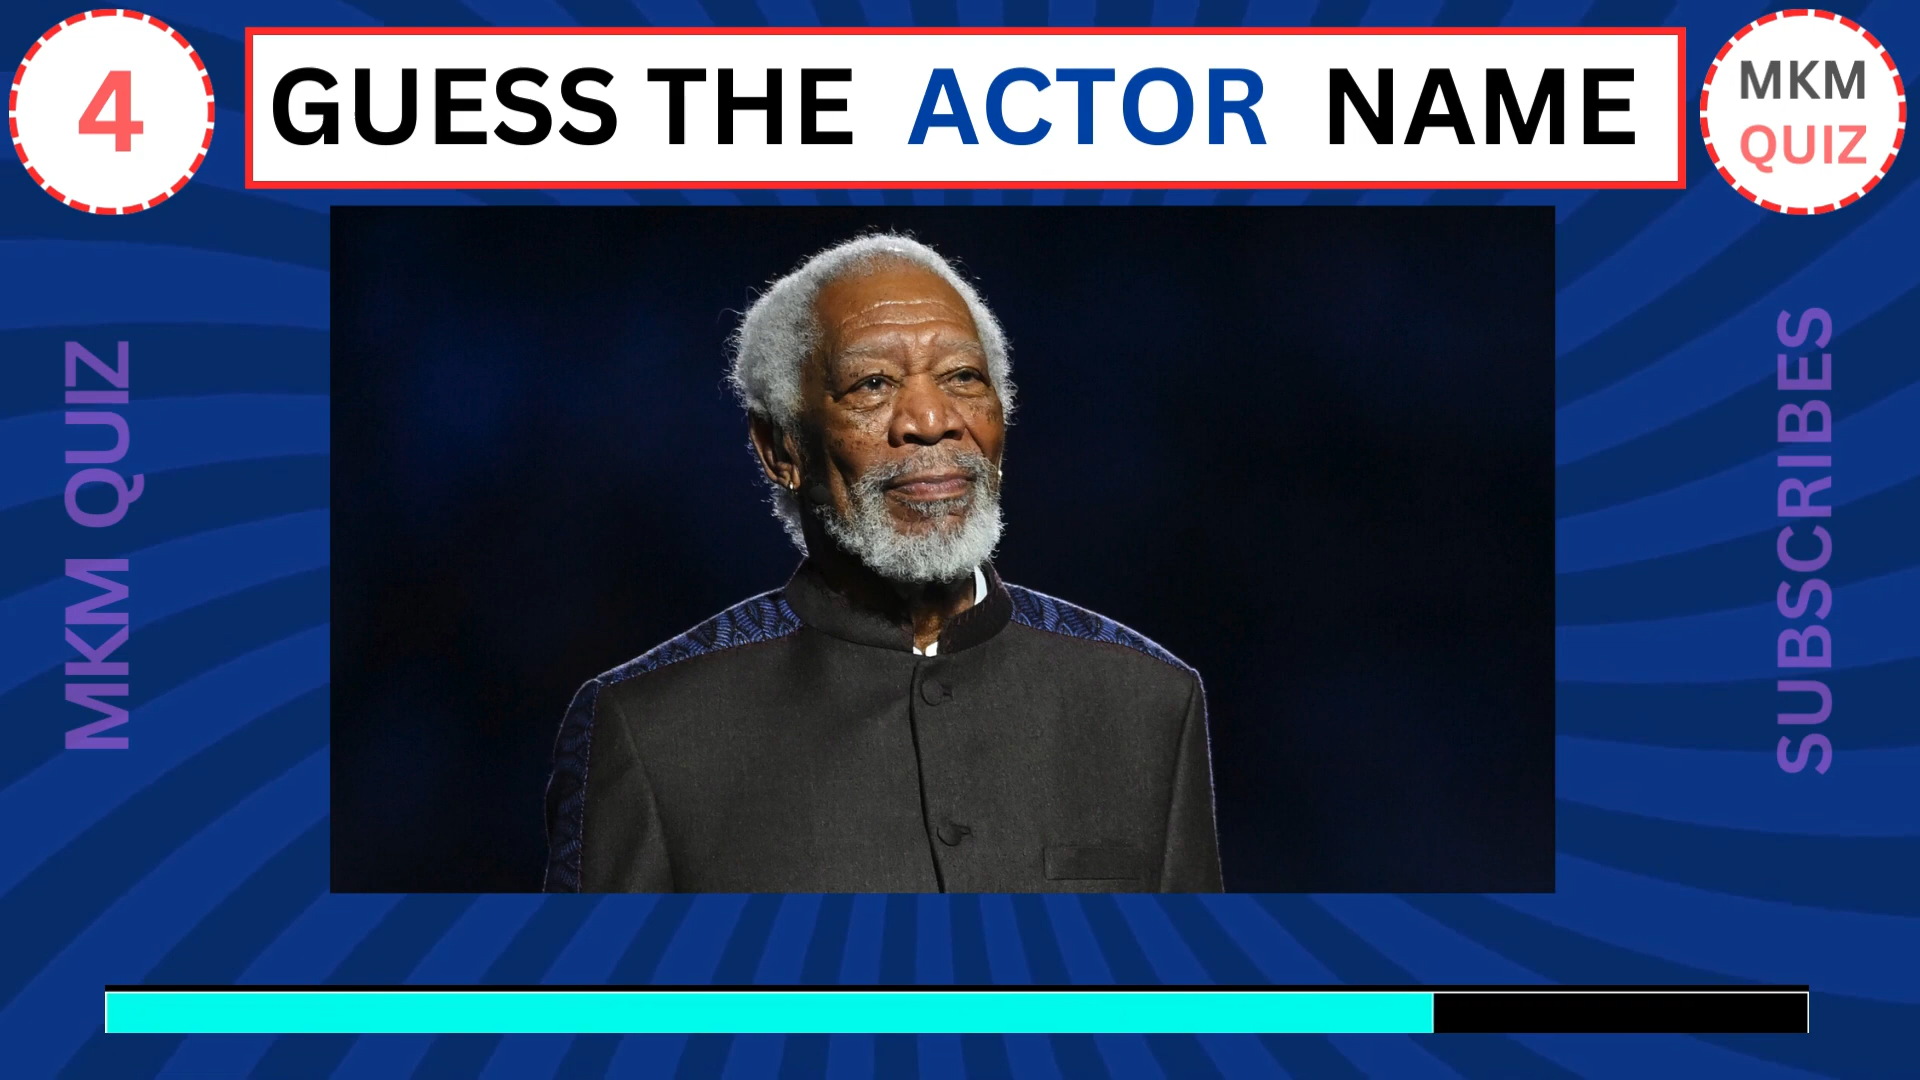 4
GUESS THE ACTOR NAME
MKM
QUIZ
MKM QUIZ
SUBSCRIBES